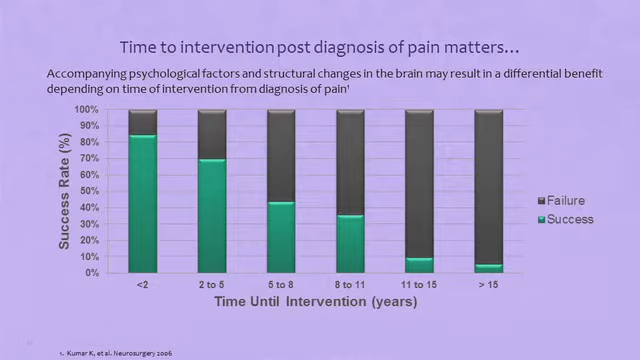 Time to intervention post diagnosis of pain matters…
Accompanying psychological factors and structural changes in the brain may result in a differential benefit
depending on time of intervention from diagnosis of pain¹
100%
90%
80%
70%
60%
50%
40%
30%
20%
10%
0%
Success Rate (%)
<2
2 to 5
5 to 8
8 to 11
11 to 15
> 15
Time Until Intervention (years)
Failure
Success
1. Kumar K, et al. Neurosurgery 2006